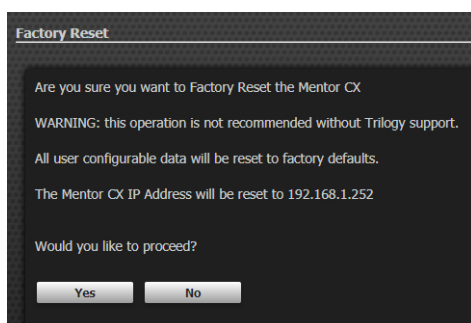 Factory Reset
Are you sure you want to Factory Reset the Mentor CX
WARNING: this operation is not recommended without Trilogy support.
All user configurable data will be reset to factory defaults.
The Mentor CX IP Address will be reset to 192.168.1.252
Would you like to proceed?
Yes No